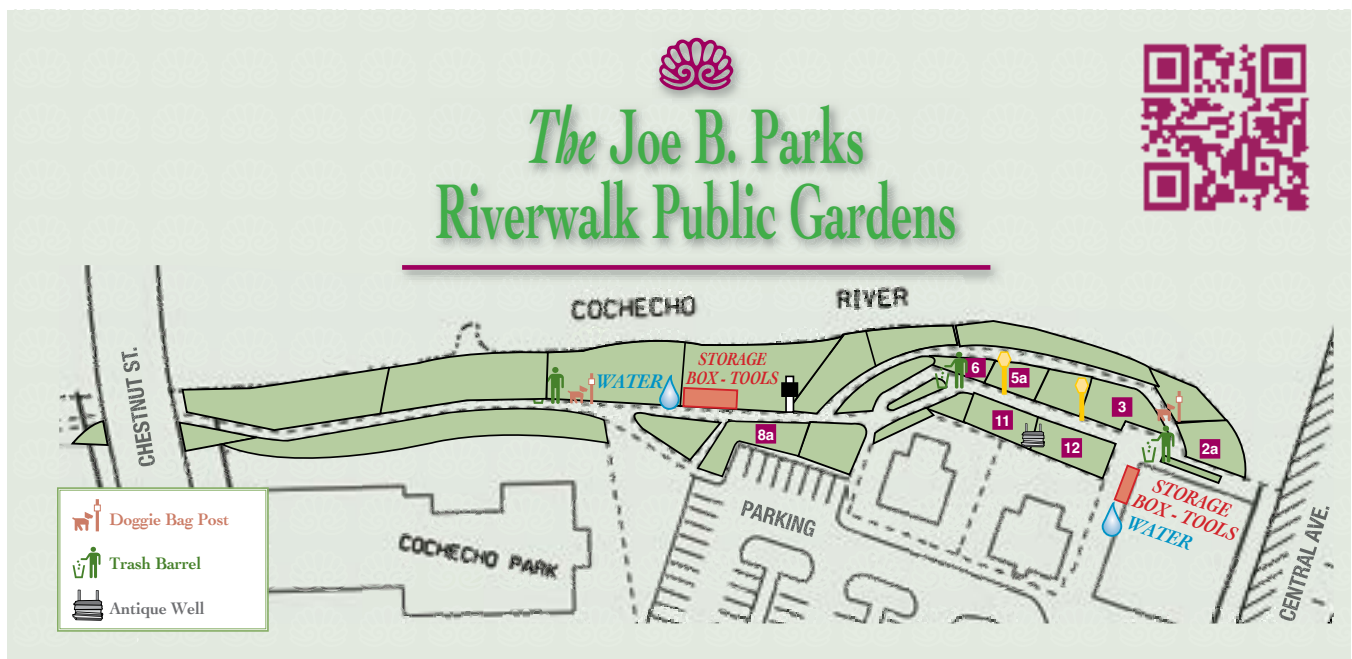 The Joe B. Parks
Riverwalk Public Gardens
COCHECHO RIVER
CHESTNUT ST.
WATER
STORAGE
BOX - TOOLS
6
5a
3
11
12
2a
8a
STORAGE
BOX - TOOLS
WATER
PARKING
COCHECHO PARK
CENTRAL AVE.
Doggie Bag Post
Trash Barrel
Antique Well